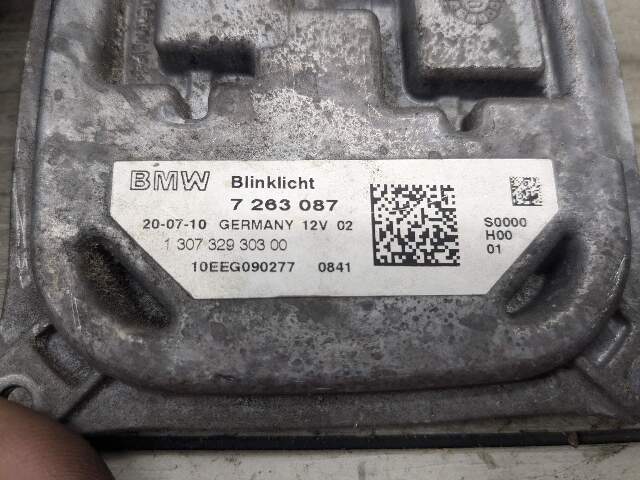 BMW Blinklicht
7 263 087
20-07-10 GERMANY 12V 02
1 307 329 303 00
10EEG090277 0841
S0000
H00
01